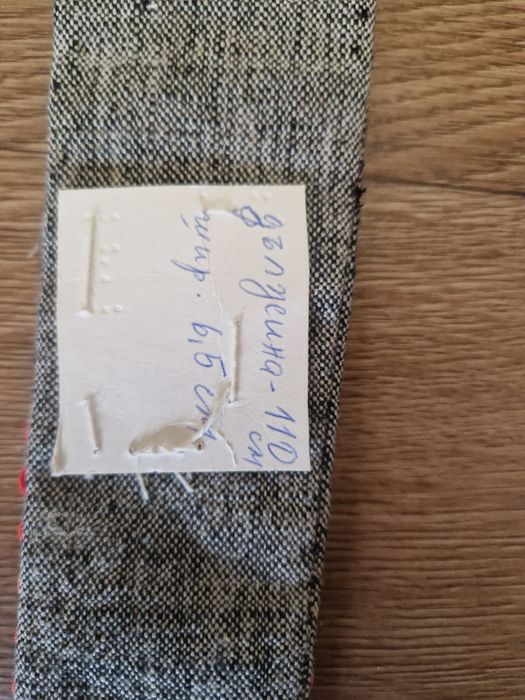 дължина - 110
см
шир. 6,5 см